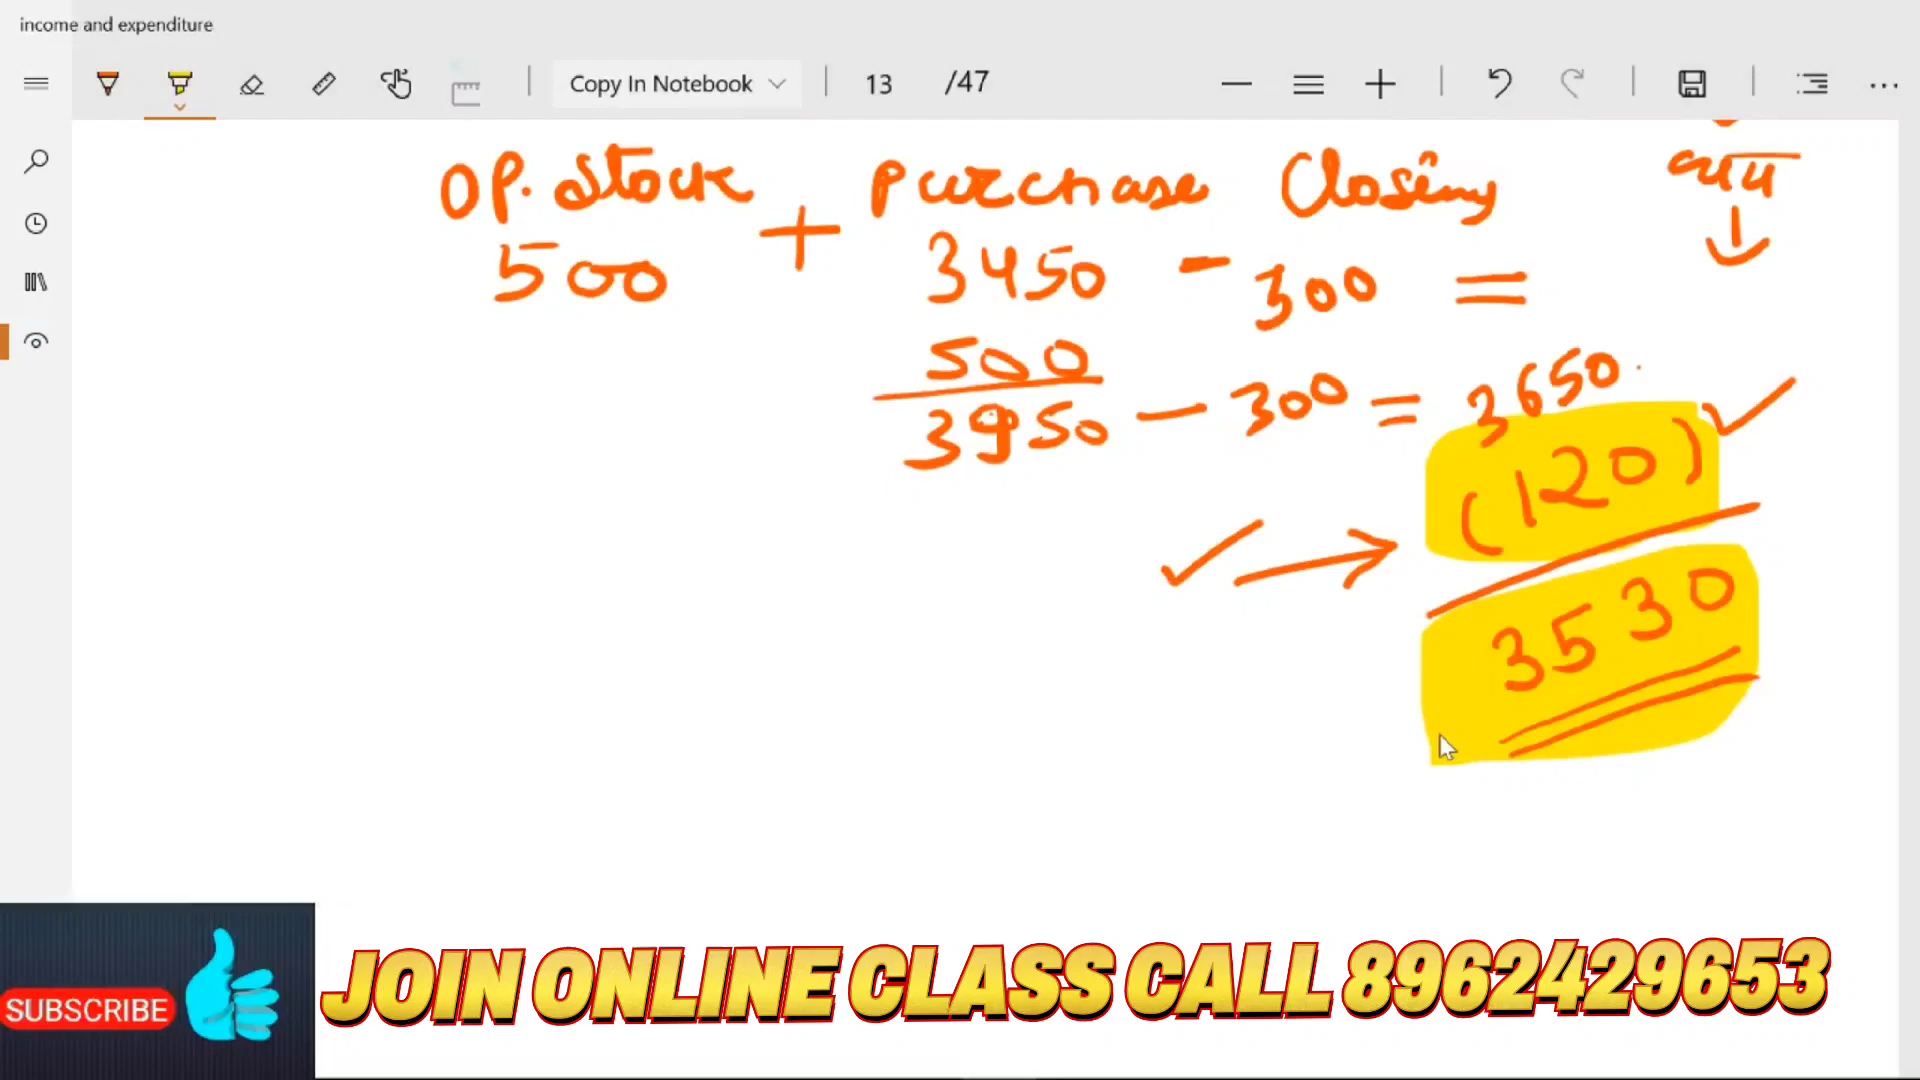 income and expenditure
Copy In Notebook
13 /47
OP. Stock + Purchase Closing
500 3450 - 300 =
500
3950 - 300 = 3650
(120)
3530
SUBSCRIBE
JOIN ONLINE CLASS CALL 8962429653